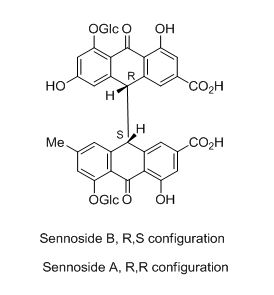 OGlc O OH
R
HO H CO₂H
S H
Me CO₂H
OGlc O OH
Sennoside B, R,S configuration
Sennoside A, R,R configuration